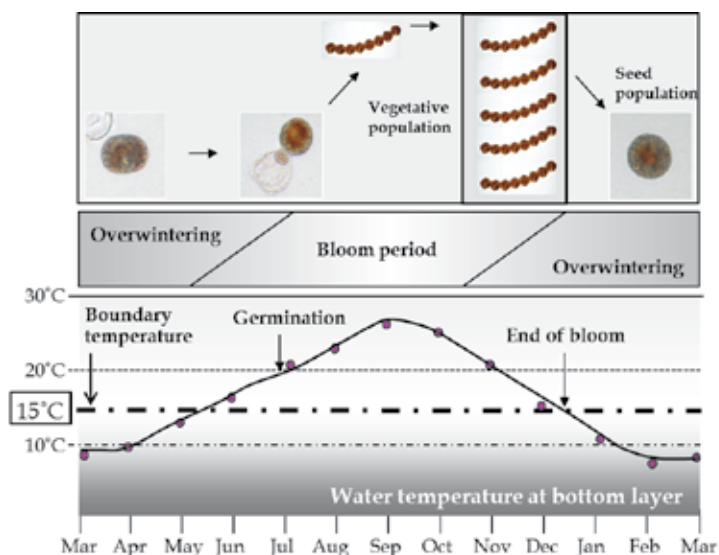 Vegetative
population
Seed
population
Overwintering
Bloom period
Overwintering
30°C
Boundary
temperature
Germination
End of bloom
20°C
15°C
10°C
Water temperature at bottom layer
Mar Apr May Jun Jul Aug Sep Oct Nov Dec Jan Feb Mar